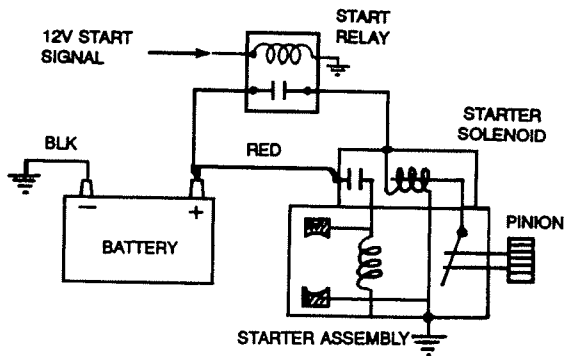 START
RELAY
12V START
SIGNAL
STARTER
SOLENOID
BLK
RED
PINION
− +
BATTERY
STARTER ASSEMBLY